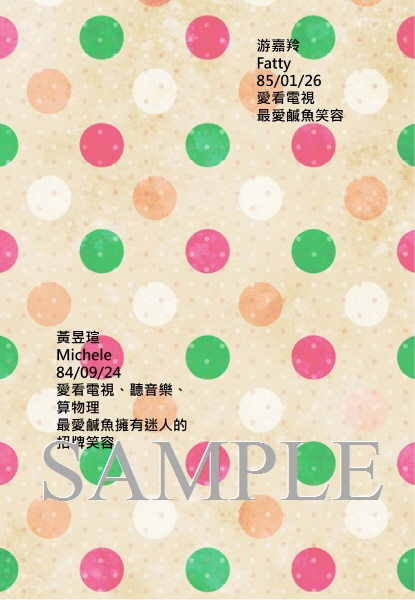 游嘉羚
Fatty
85/01/26
愛看電視
最愛鹹魚笑容
黃昱瑄
Michele
84/09/24
愛看電視、聽音樂、
算物理
最愛鹹魚擁有迷人的
招牌笑容
SAMPLE